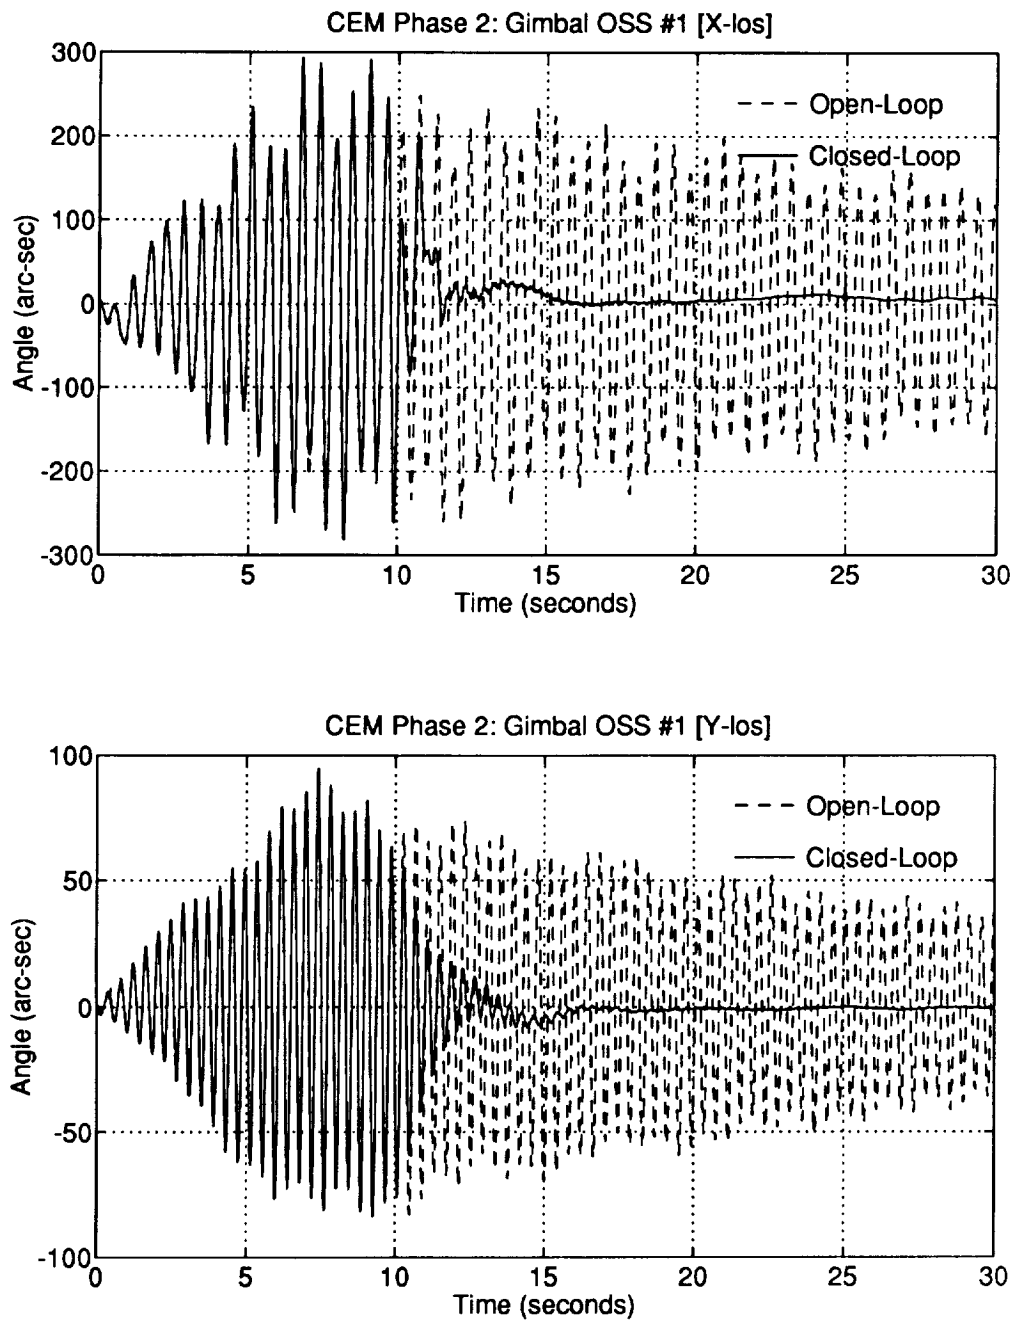 CEM Phase 2: Gimbal OSS #1 [X-los]
300
200
100
0
-100
-200
-300
Angle (arc-sec)
Open-Loop
Closed-Loop
0 5 10 15 20 25 30
Time (seconds)
CEM Phase 2: Gimbal OSS #1 [Y-los]
100
50
0
-50
-100
Angle (arc-sec)
Open-Loop
Closed-Loop
0 5 10 15 20 25 30
Time (seconds)